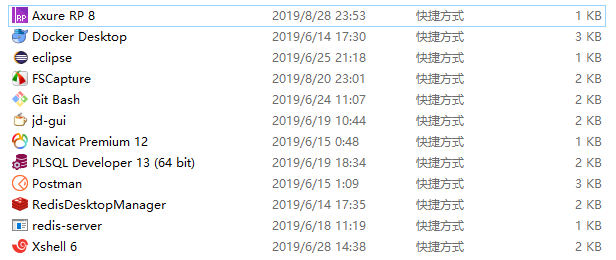 Axure RP 8 2019/8/28 23:53 快捷方式 1 KB
Docker Desktop 2019/6/14 17:30 快捷方式 3 KB
eclipse 2019/6/25 21:18 快捷方式 1 KB
FSCapture 2019/8/20 23:01 快捷方式 2 KB
Git Bash 2019/6/24 11:07 快捷方式 2 KB
jd-gui 2019/6/19 10:44 快捷方式 2 KB
Navicat Premium 12 2019/6/15 0:48 快捷方式 1 KB
PLSQL Developer 13 (64 bit) 2019/6/19 18:34 快捷方式 2 KB
Postman 2019/6/15 1:09 快捷方式 3 KB
RedisDesktopManager 2019/6/14 17:35 快捷方式 2 KB
redis-server 2019/6/18 11:19 快捷方式 1 KB
Xshell 6 2019/6/28 14:38 快捷方式 2 KB